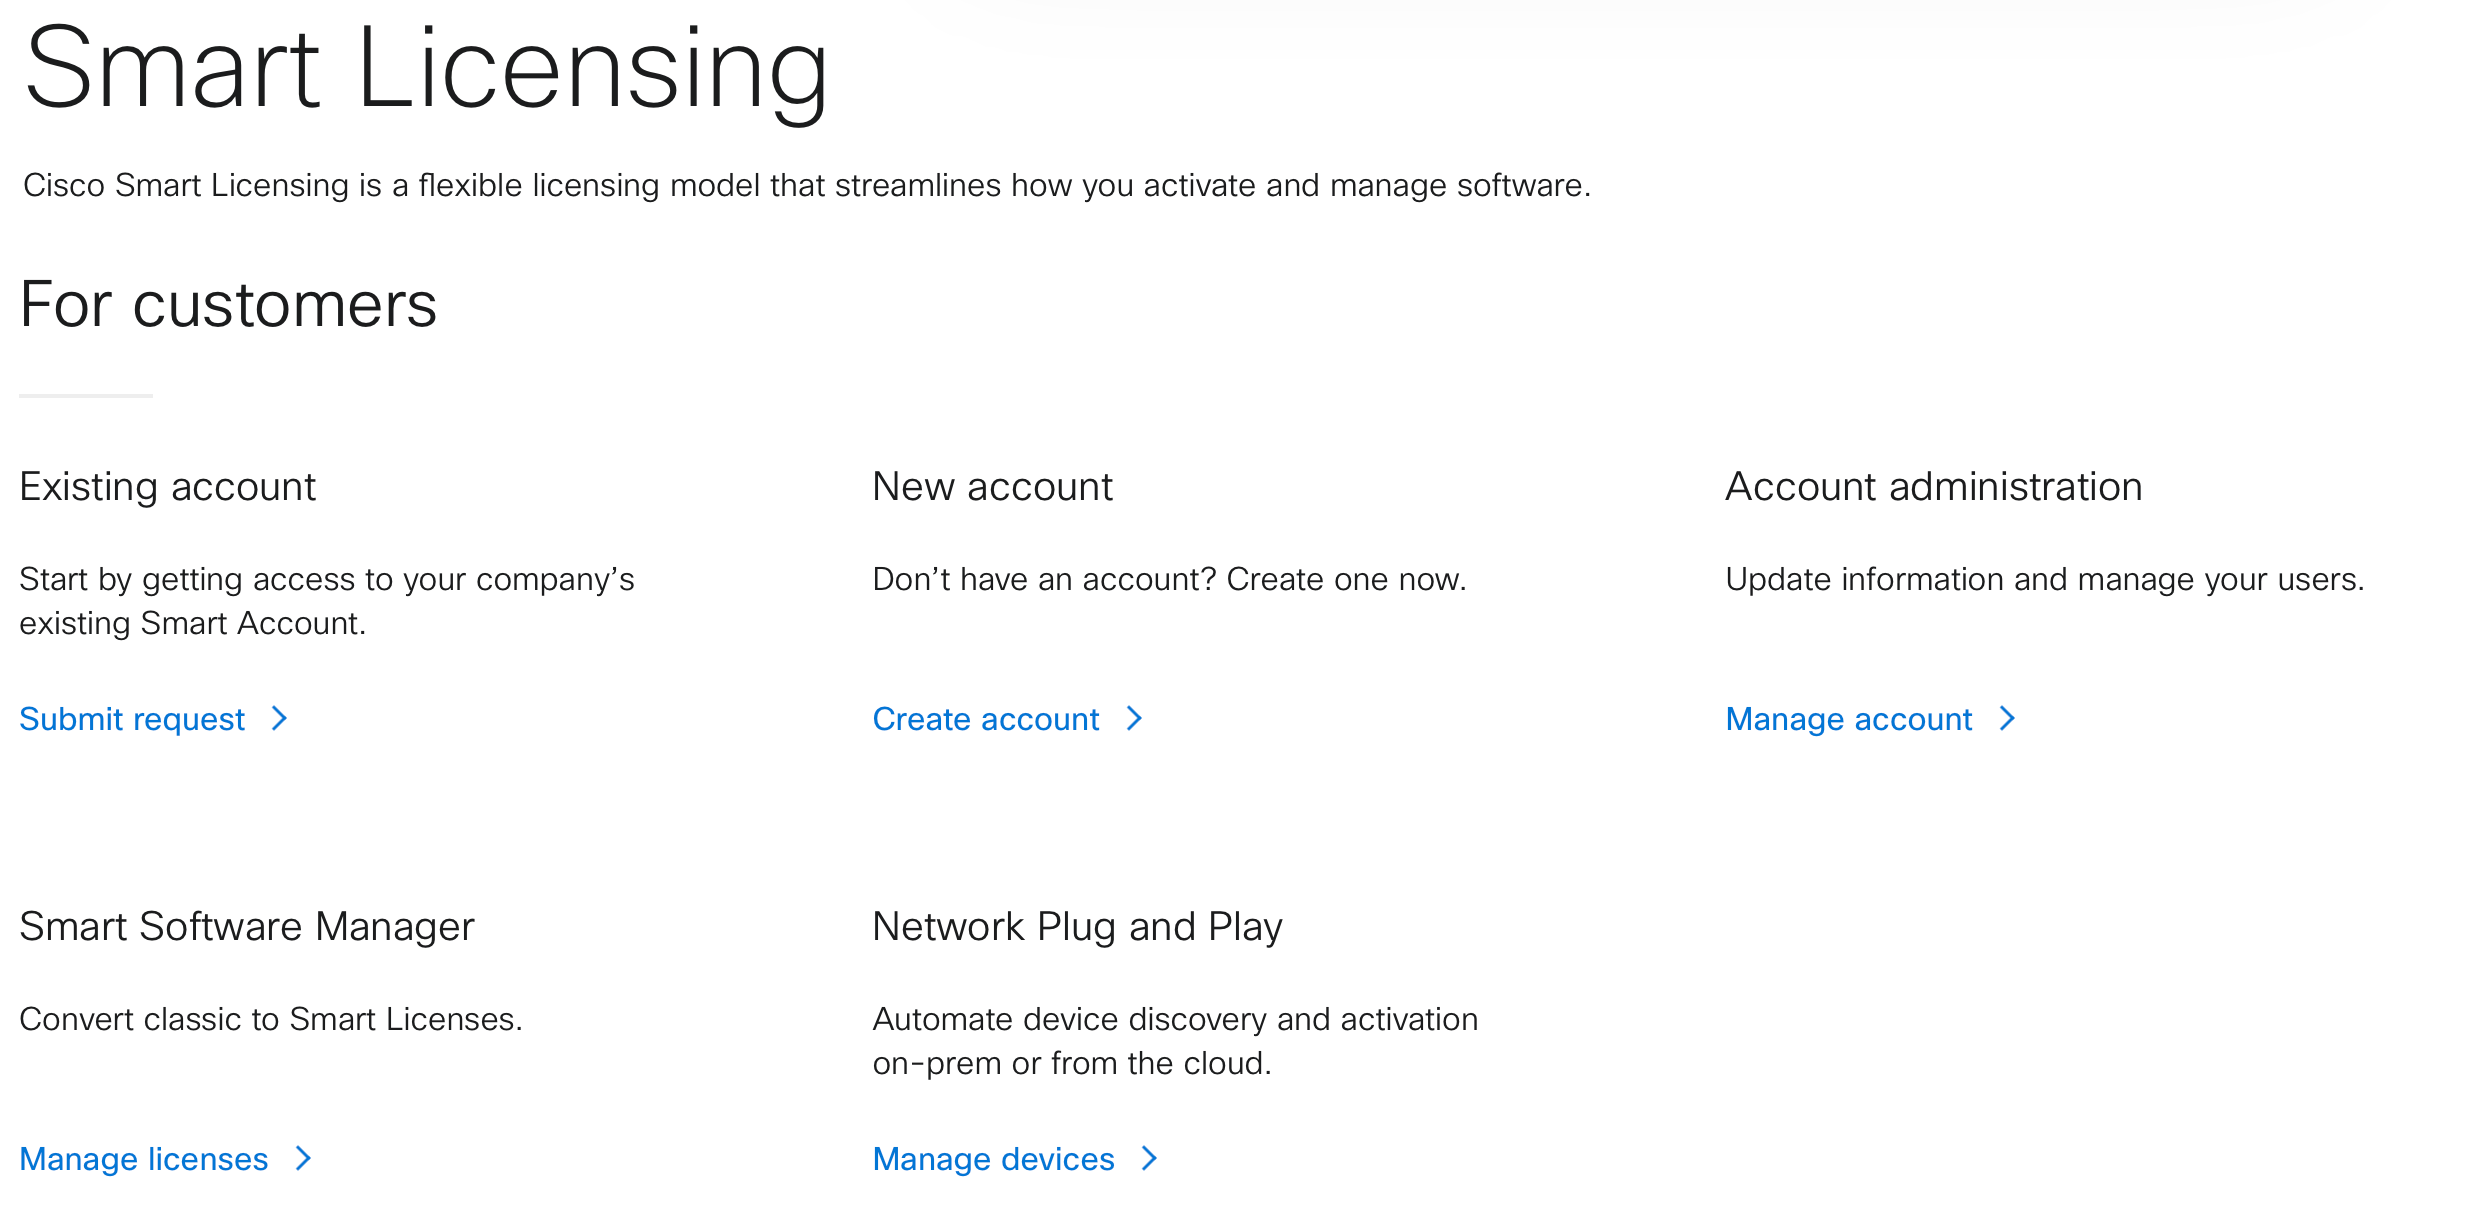 Smart Licensing
Cisco Smart Licensing is a flexible licensing model that streamlines how you activate and manage software.
For customers
Existing account
Start by getting access to your company’s
existing Smart Account.
Submit request
New account
Don’t have an account? Create one now.
Create account
Account administration
Update information and manage your users.
Manage account
Smart Software Manager
Convert classic to Smart Licenses.
Manage licenses
Network Plug and Play
Automate device discovery and activation
on-prem or from the cloud.
Manage devices